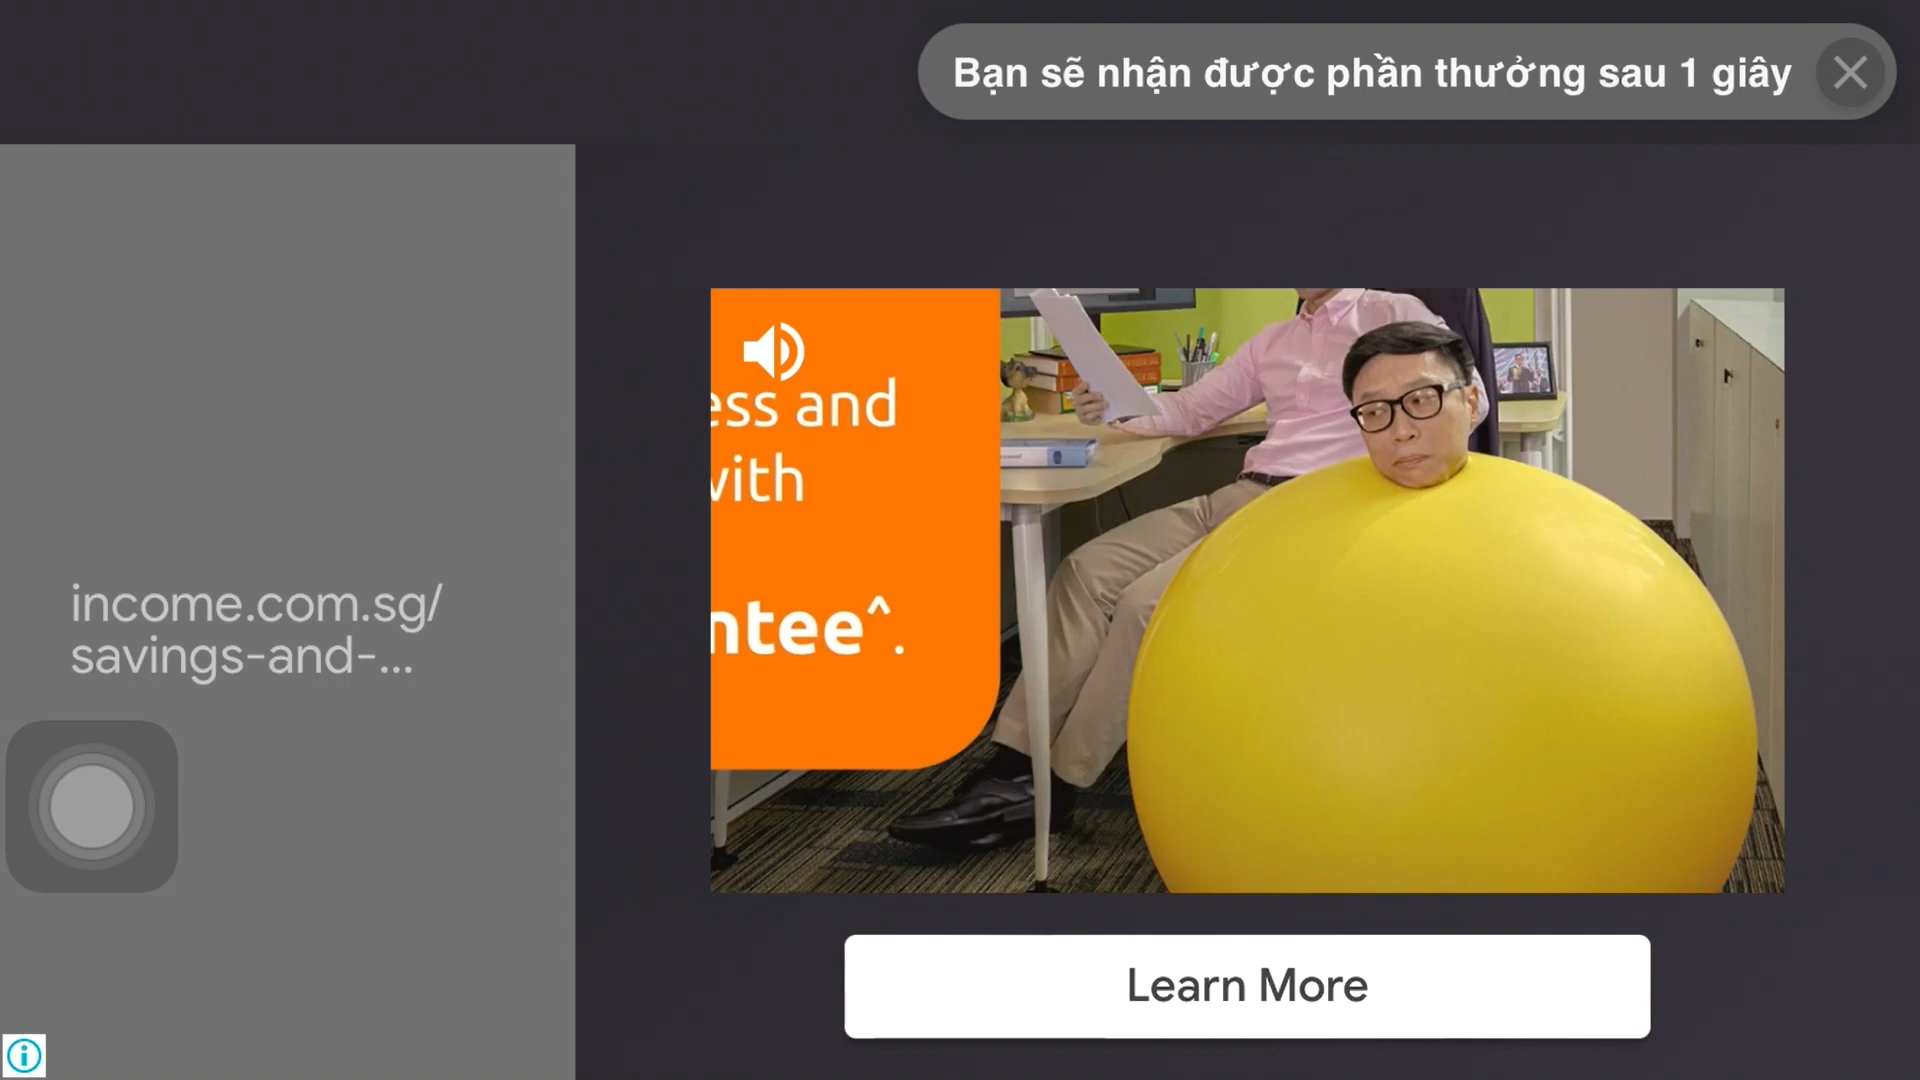 Bạn sẽ nhận được phần thưởng sau 1 giây
ess and
with
ntee^.
income.com.sg/
savings-and-...
Learn More